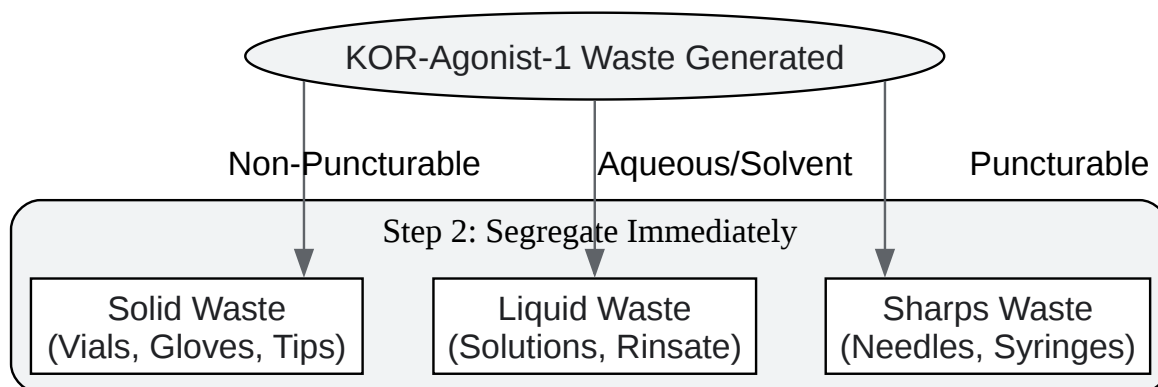 KOR-Agonist-1 Waste Generated
Non-Puncturable
Aqueous/Solvent
Puncturable
Step 2: Segregate Immediately
Solid Waste
(Vials, Gloves, Tips)
Liquid Waste
(Solutions, Rinsate)
Sharps Waste
(Needles, Syringes)